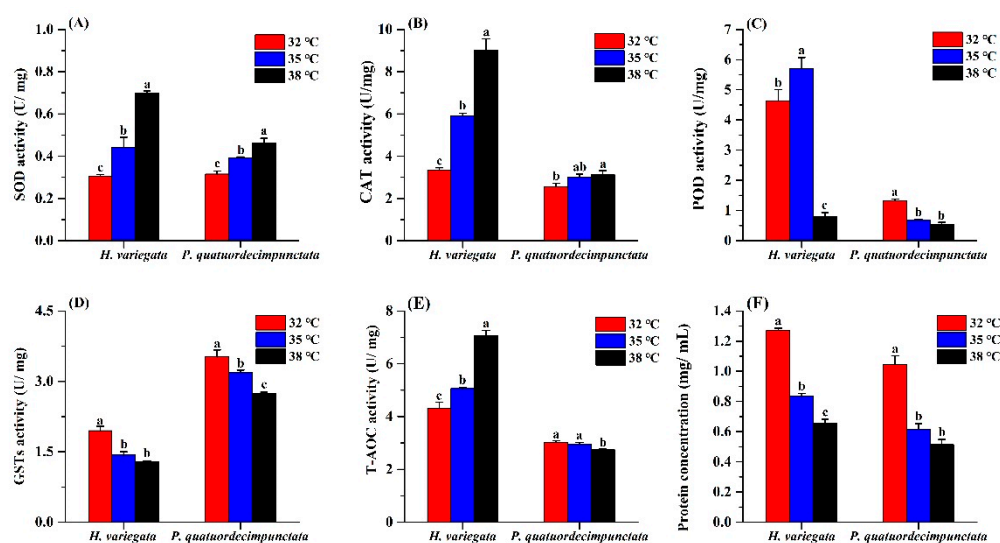 (A)
SOD activity (U/ mg)
1.0
0.8
0.6
0.4
0.2
0.0
32 °C
35 °C
38 °C
c
b
a
c
b
a
H. variegata
P. quatuordecimpunctata
(B)
CAT activity (U/mg)
10
8
6
4
2
0
32 °C
35 °C
38 °C
c
b
a
b
ab
a
H. variegata
P. quatuordecimpunctata
(C)
POD activity (U/mg)
7
6
5
4
3
2
1
0
32 °C
35 °C
38 °C
b
a
c
a
b
b
H. variegata
P. quatuordecimpunctata
(D)
GSTs activity (U/ mg)
4.5
3.0
1.5
0.0
32 °C
35 °C
38 °C
a
b
b
a
b
c
H. variegata
P. quatuordecimpunctata
(E)
T-AOC activity (U/ mg)
8
6
4
2
0
32 °C
35 °C
38 °C
c
b
a
a
a
b
H. variegata
P. quatuordecimpunctata
(F)
Protein concentration (mg/ mL)
1.4
1.2
1.0
0.8
0.6
0.4
0.2
0.0
32 °C
35 °C
38 °C
a
b
c
a
b
b
H. variegata
P. quatuordecimpunctata